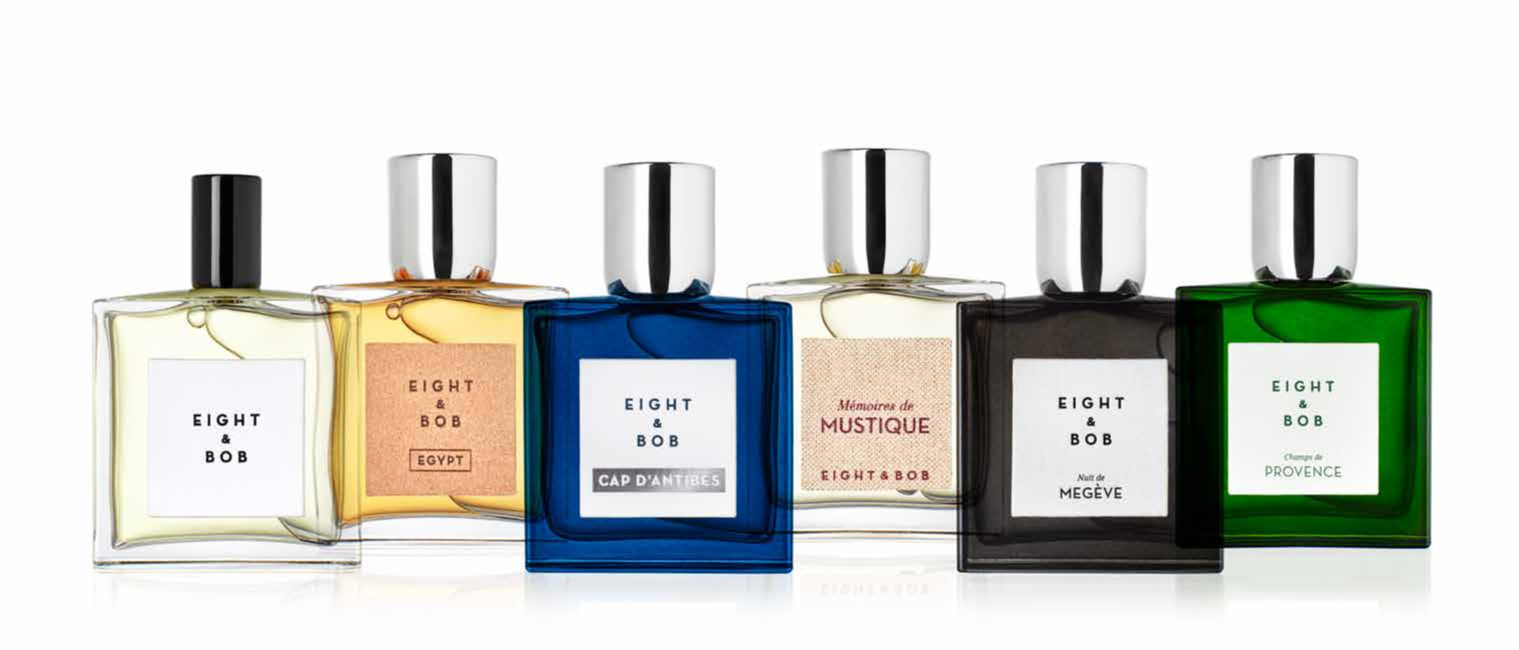 EIGHT
&
BOB
EIGHT
&
BOB
EGYPT
EIGHT
&
BOB
CAP D'ANTIBES
Mémoires de
MUSTIQUE
EIGHT & BOB
EIGHT
&
BOB
Nuit de
MEGÈVE
EIGHT
&
BOB
Champs de
PROVENCE